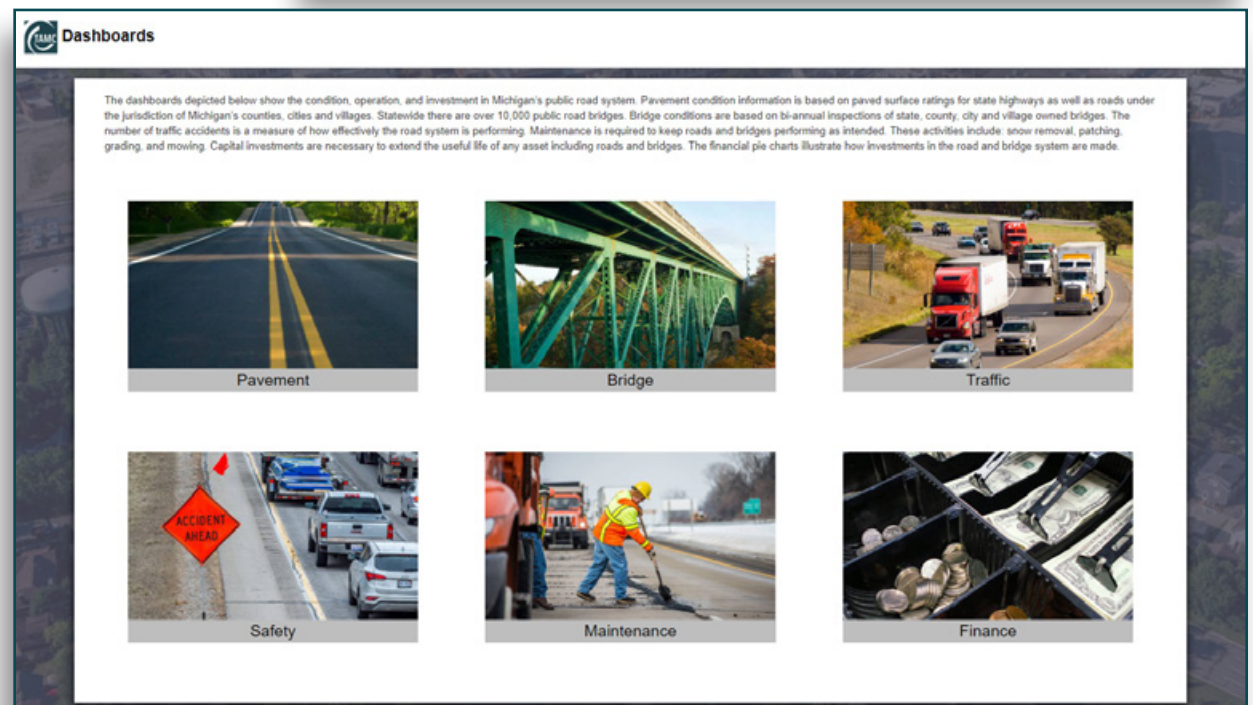 TAMC Dashboards
The dashboards depicted below show the condition, operation, and investment in Michigan's public road system. Pavement condition information is based on paved surface ratings for state highways as well as roads under
the jurisdiction of Michigan's counties, cities and villages. Statewide there are over 10,000 public road bridges. Bridge conditions are based on bi-annual inspections of state, county, city and village owned bridges. The
number of traffic accidents is a measure of how effectively the road system is performing. Maintenance is required to keep roads and bridges performing as intended. These activities include: snow removal, patching,
grading, and mowing. Capital investments are necessary to extend the useful life of any asset including roads and bridges. The financial pie charts illustrate how investments in the road and bridge system are made.
Pavement
Bridge
Traffic
ACCIDENT
AHEAD
Safety
Maintenance
Finance